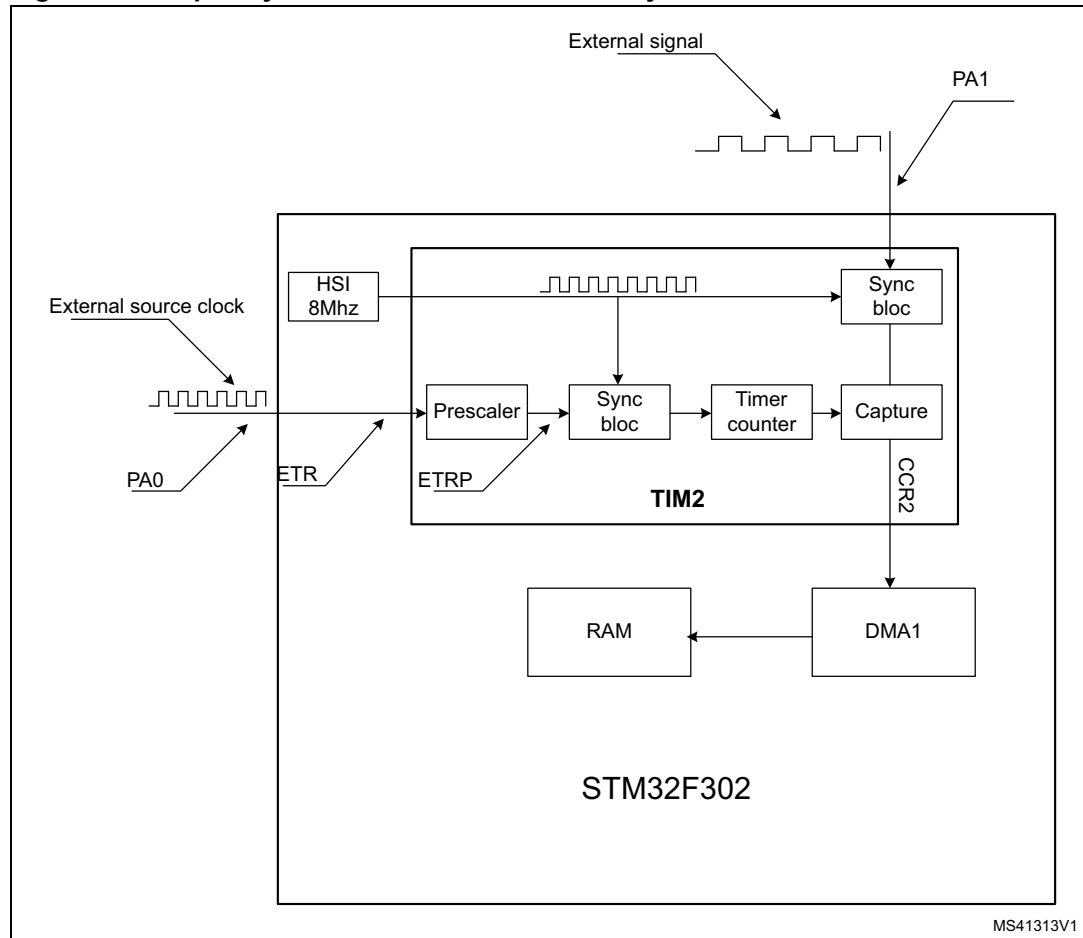 External signal
PA1
HSI
8Mhz
Sync
bloc
External source clock
Prescaler
Sync
bloc
Timer
counter
Capture
PA0
ETR
ETRP
TIM2
CCR2
RAM
DMA1
STM32F302
MS41313V1